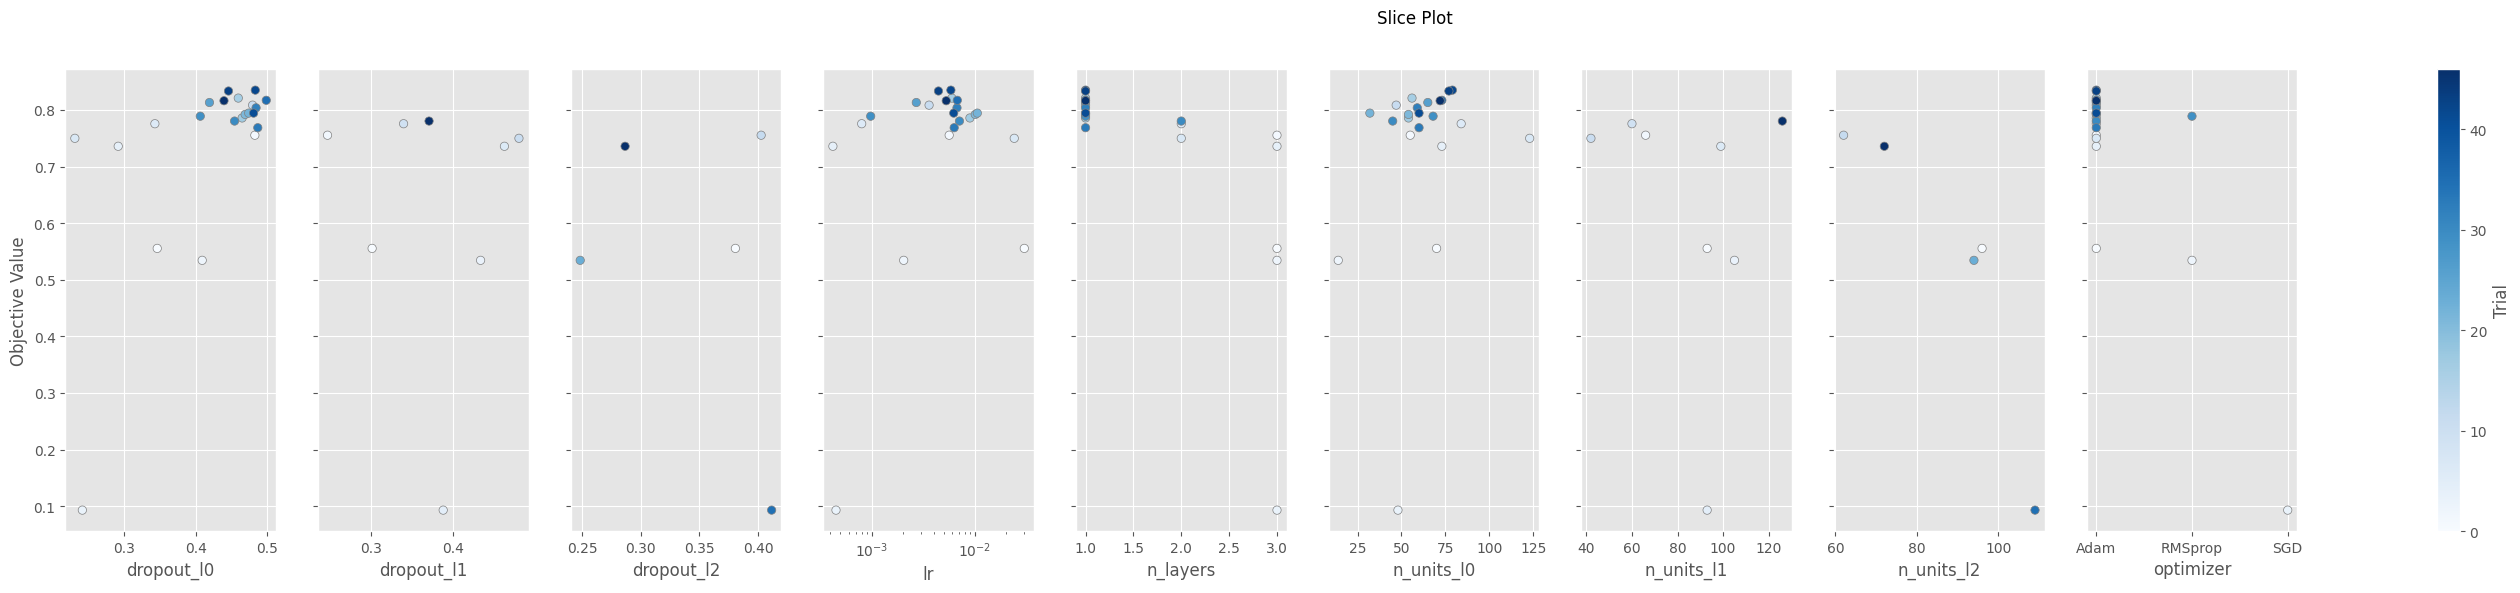 Slice Plot
Objective Value
0.8
0.7
0.6
0.5
0.4
0.3
0.2
0.1
0.3 0.4 0.5
dropout_l0
0.3 0.4
dropout_l1
0.25 0.30 0.35 0.40
dropout_l2
10⁻³ 10⁻²
lr
1.0 1.5 2.0 2.5 3.0
n_layers
25 50 75 100 125
n_units_l0
40 60 80 100 120
n_units_l1
60 80 100
n_units_l2
Adam RMSprop SGD
optimizer
40
30
20
10
0
Trial